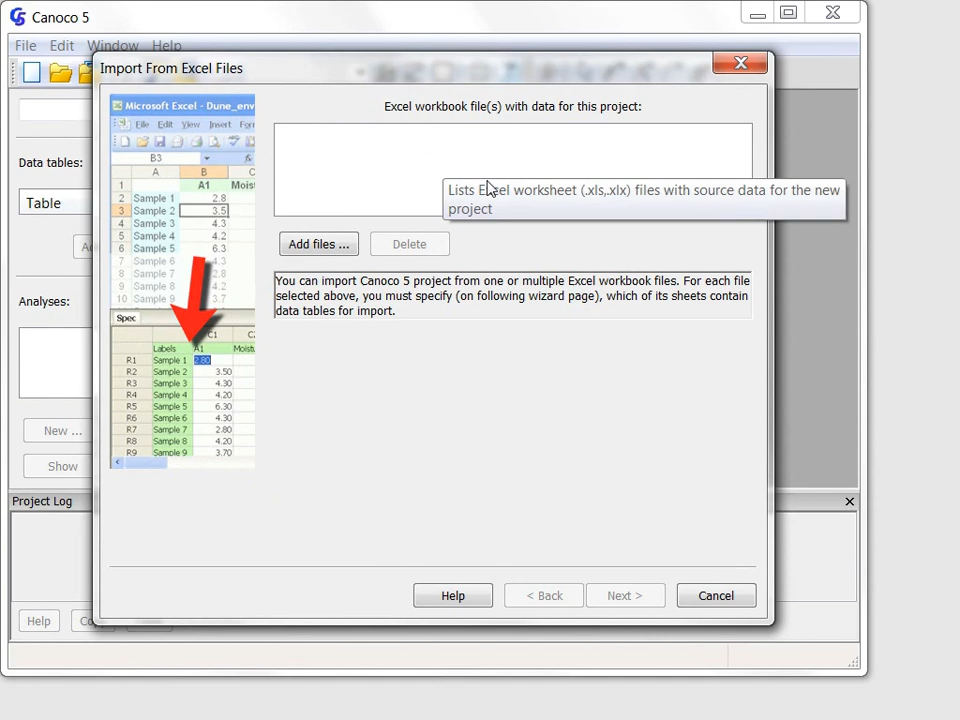 Canoco 5
File Edit Window Help
Import From Excel Files
Data tables:
Table
Analyses:
New ...
Show
Project Log
Help
Microsoft Excel - Dune_env
File Edit View Insert
B3
A B
A1 Moist
1
2 Sample 1 2.8
3 Sample 2 3.5
4 Sample 3 4.3
5 Sample 4 4.2
6 Sample 5 6.3
7 Sample 6 4.3
8 Sample 7 2.8
9 Sample 8 4.2
10 Sample 9 3.7
Spec
Labels A1 Moistu
R1 Sample 1 2.80
R2 Sample 2 3.50
R3 Sample 3 4.30
R4 Sample 4 4.20
R5 Sample 5 6.30
R6 Sample 6 4.30
R7 Sample 7 2.80
R8 Sample 8 4.20
R9 Sample 9 3.70
Excel workbook file(s) with data for this project:
Lists Excel worksheet (.xls,.xlx) files with source data for the new
project
Add files ... Delete
You can import Canoco 5 project from one or multiple Excel workbook files. For each file
selected above, you must specify (on following wizard page), which of its sheets contain
data tables for import.
Help < Back Next > Cancel